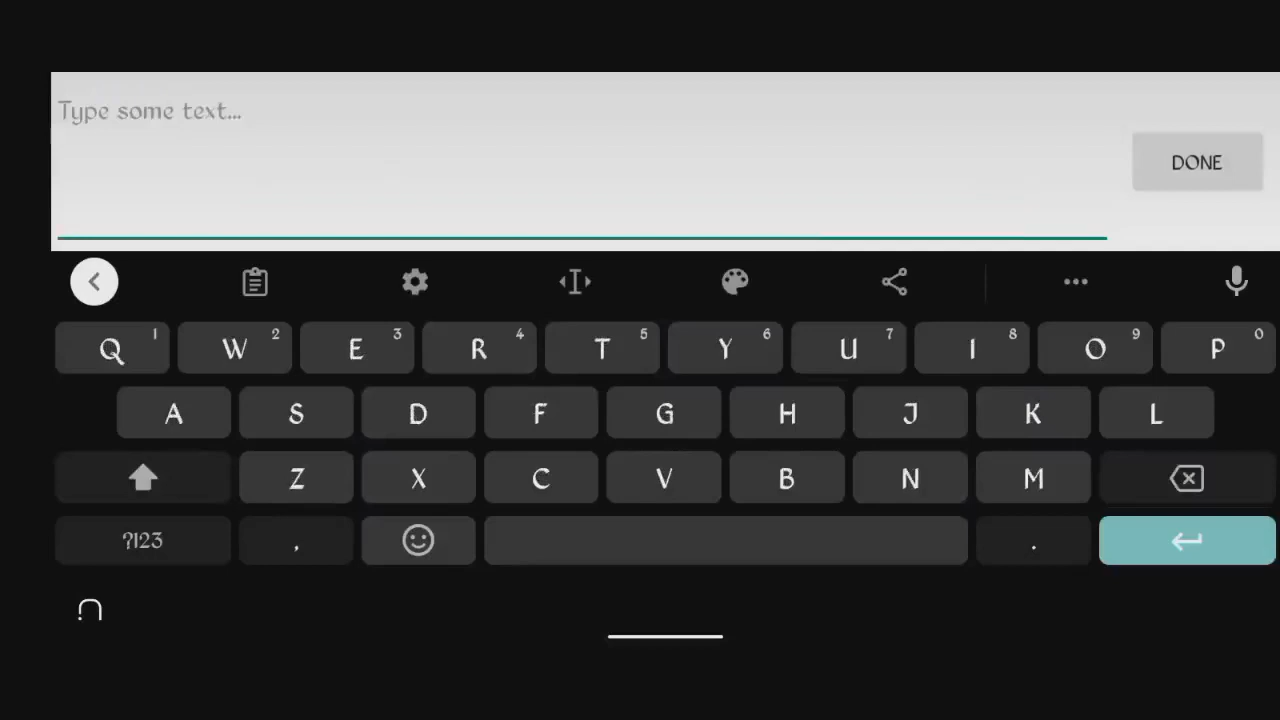 Type some text...
DONE
Q 1 W 2 E 3 R 4 T 5 Y 6 U 7 I 8 O 9 P 0
A S D F G H J K L
Z X C V B N M
?123 , .